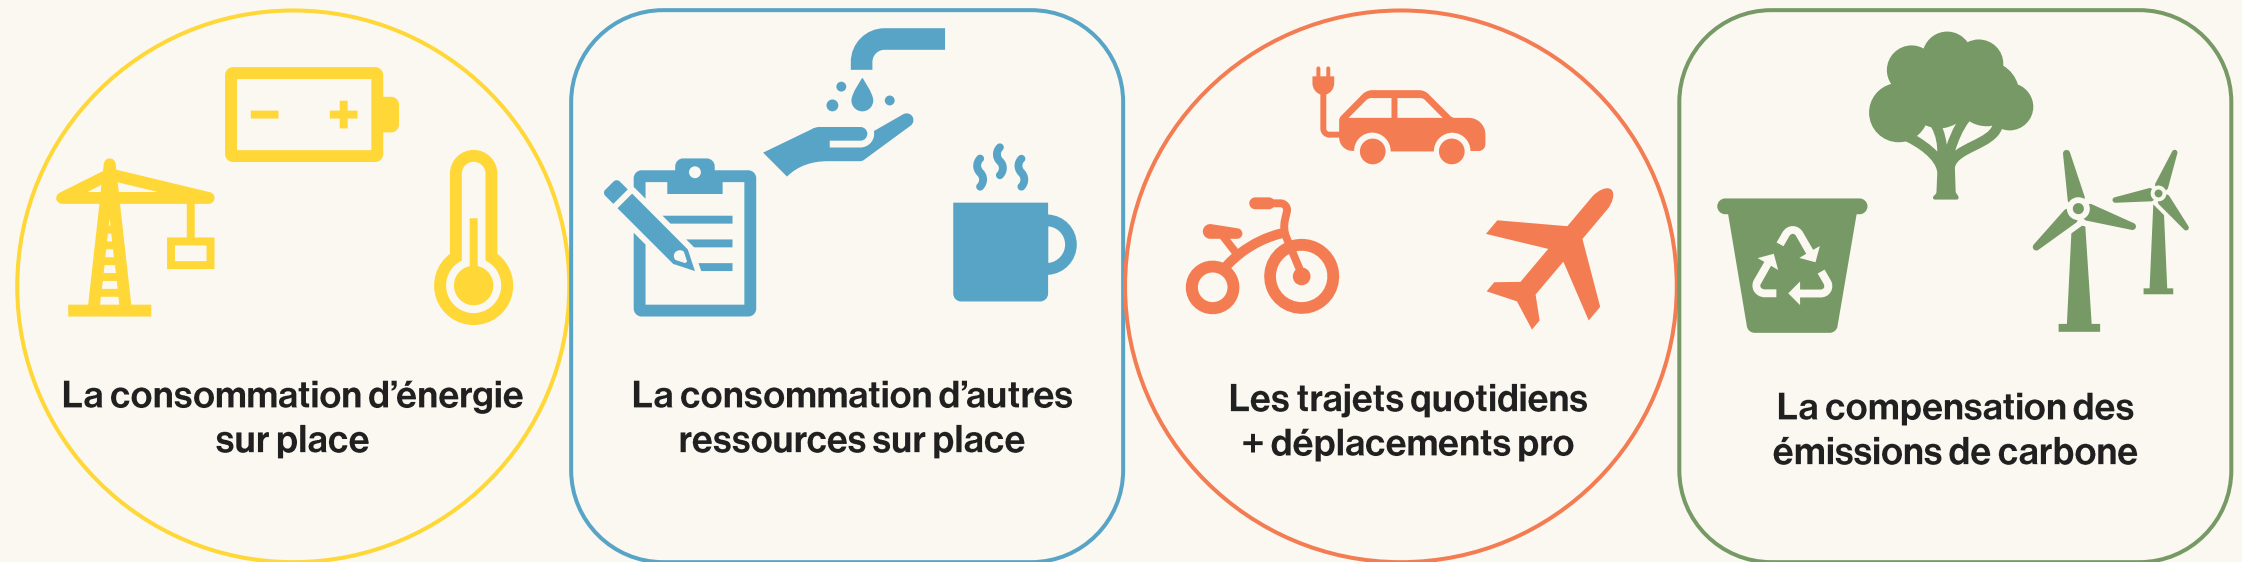 La consommation d’énergie
sur place
La consommation d’autres
ressources sur place
Les trajets quotidiens
+ déplacements pro
La compensation des
émissions de carbone